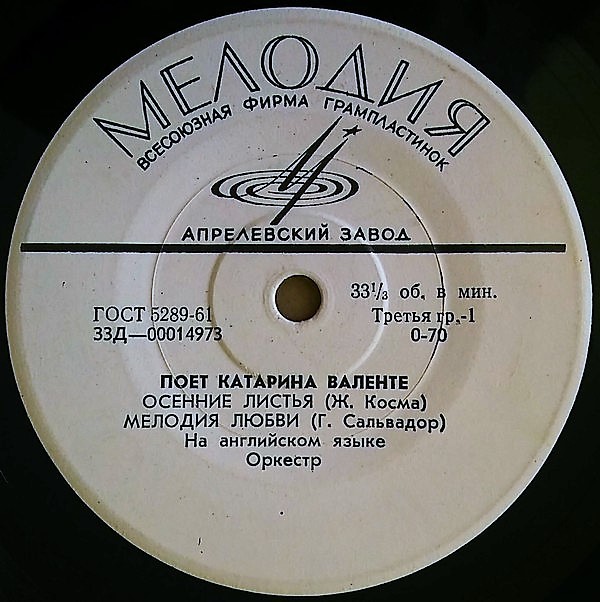 МЕЛОДИЯ
ВСЕСОЮЗНАЯ ФИРМА ГРАМПЛАСТИНОК
АПРЕЛЕВСКИЙ ЗАВОД
33⅓ об. в мин.
ГОСТ 5289-61 Третья гр.-1
33Д—00014973 0-70
ПОЕТ КАТАРИНА ВАЛЕНТЕ
ОСЕННИЕ ЛИСТЬЯ (Ж. Косма)
МЕЛОДИЯ ЛЮБВИ (Г. Сальвадор)
На английском языке
Оркестр